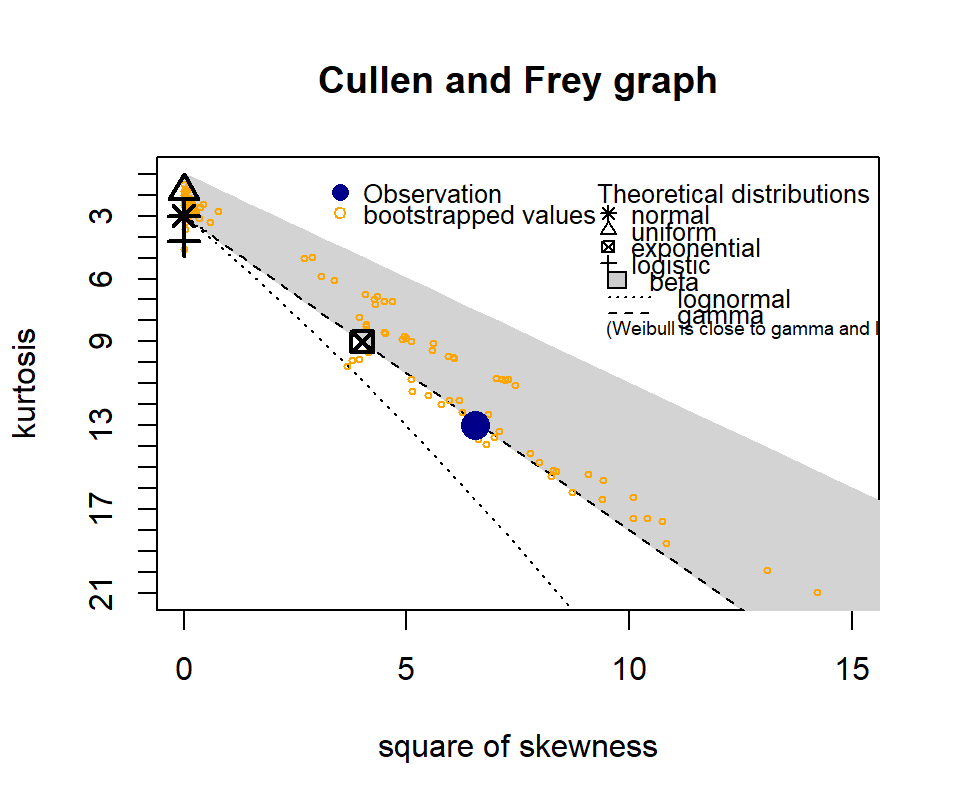 Cullen and Frey graph
Observation
bootstrapped values
Theoretical distributions
normal
uniform
exponential
logistic
beta
lognormal
gamma
(Weibull is close to gamma and l
kurtosis
3
6
9
13
17
21
0 5 10 15
square of skewness